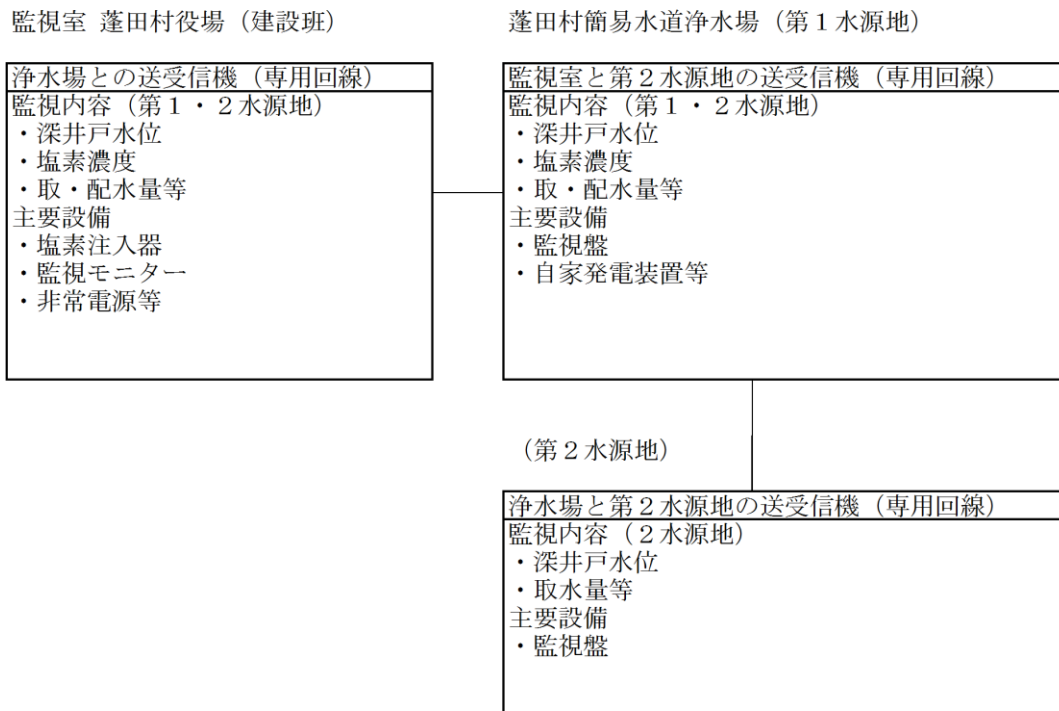 監視室 蓬田村役場（建設班）
浄水場との送受信機（専用回線）
監視内容（第１・２水源地）
・深井戸水位
・塩素濃度
・取・配水量等
主要設備
・塩素注入器
・監視モニター
・非常電源等
蓬田村簡易水道浄水場（第１水源地）
監視室と第２水源地の送受信機（専用回線）
監視内容（第１・２水源地）
・深井戸水位
・塩素濃度
・取・配水量等
主要設備
・監視盤
・自家発電装置等
（第２水源地）
浄水場と第２水源地の送受信機（専用回線）
監視内容（２水源地）
・深井戸水位
・取水量等
主要設備
・監視盤